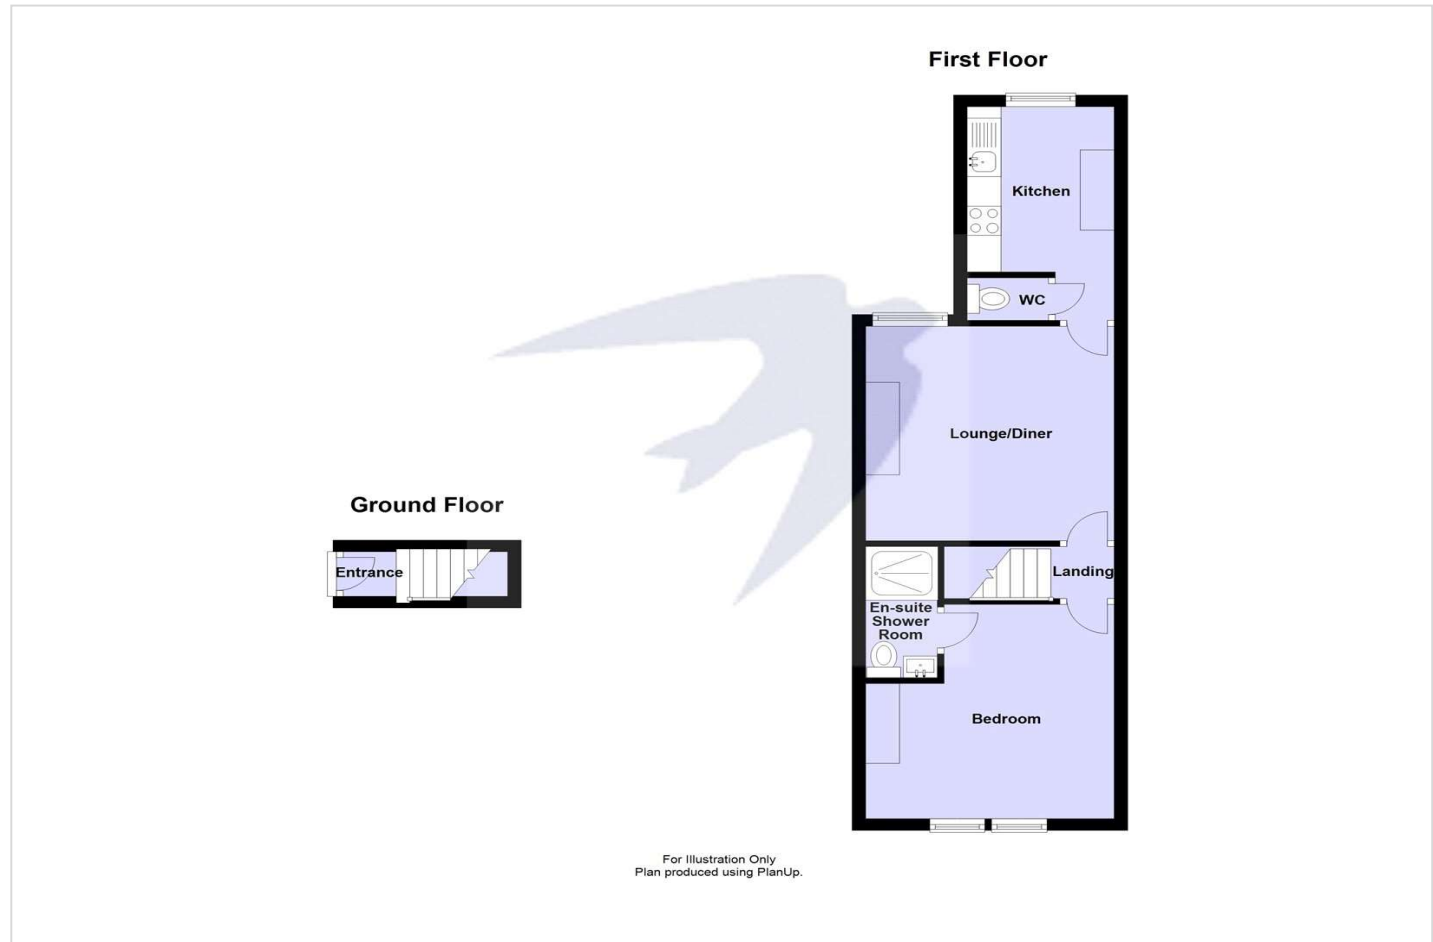 First Floor
Kitchen
WC
Lounge/Diner
Ground Floor
Entrance
Landing
En-suite
Shower
Room
Bedroom
For Illustration Only
Plan produced using PlanUp.